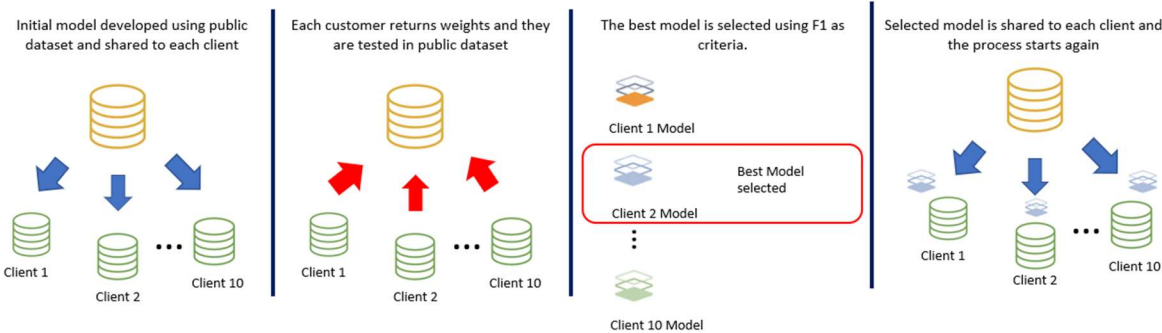 Initial model developed using public
dataset and shared to each client
Client 1
Client 2
Client 10
Each customer returns weights and they
are tested in public dataset
Client 1
Client 2
Client 10
The best model is selected using F1 as
criteria.
Client 1 Model
Best Model
selected
Client 2 Model
Client 10 Model
Selected model is shared to each client and
the process starts again
Client 1
Client 2
Client 10